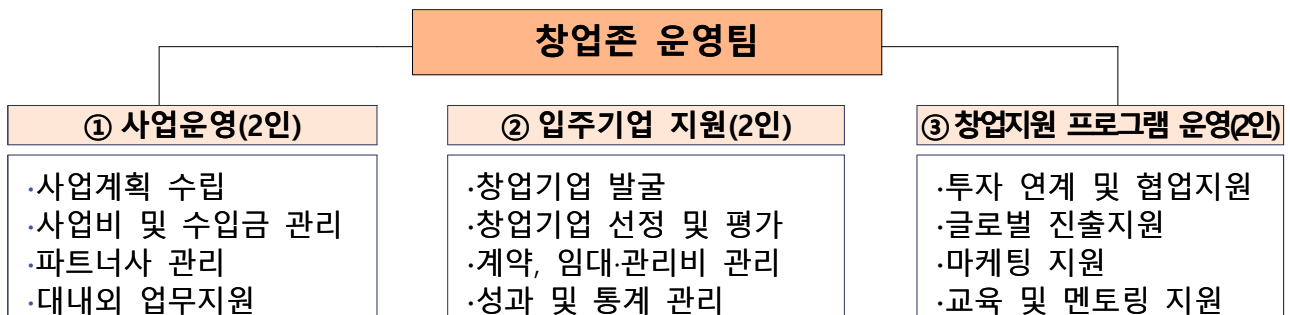 창업존 운영팀
① 사업운영(2인)
·사업계획 수립
·사업비 및 수입금 관리
·파트너사 관리
·대내외 업무지원
② 입주기업 지원(2인)
·창업기업 발굴
·창업기업 선정 및 평가
·계약, 임대·관리비 관리
·성과 및 통계 관리
③ 창업지원 프로그램 운영(2인)
·투자 연계 및 협업지원
·글로벌 진출지원
·마케팅 지원
·교육 및 멘토링 지원